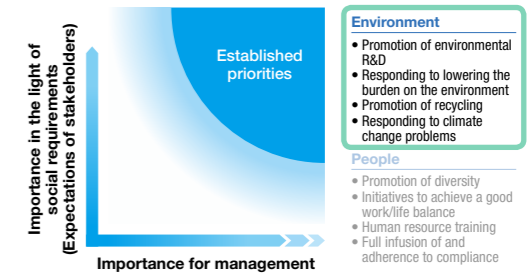 Importance in the light of
social requirements
(Expectations of stakeholders)
Established
priorities
Importance for management
Environment
• Promotion of environmental
R&D
• Responding to lowering the
burden on the environment
• Promotion of recycling
• Responding to climate
change problems
People
• Promotion of diversity
• Initiatives to achieve a good
work/life balance
• Human resource training
• Full infusion of and
adherence to compliance